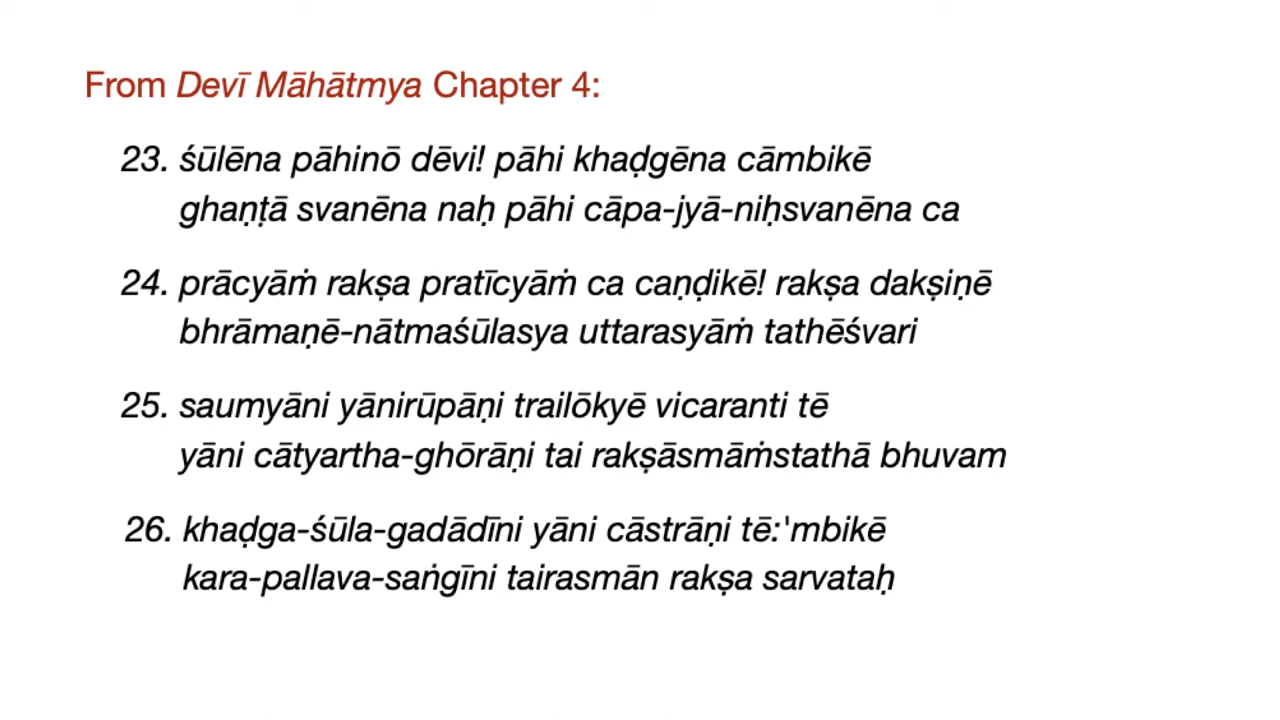 From Devī Māhātmya Chapter 4:
23. śūlēna pāhinō dēvi! pāhi khaḍgēna cāmbikē
ghaṇṭā svanēna naḥ pāhi cāpa-jyā-niḥsvanēna ca
24. prācyāṁ rakṣa pratīcyāṁ ca caṇḍikē! rakṣa dakṣiṇē
bhrāmaṇē-nātmaśūlasya uttarasyāṁ tathēśvari
25. saumyāni yānirūpāṇi trailōkyē vicaranti tē
yāni cātyartha-ghōrāṇi tai rakṣāsmāṁstathā bhuvam
26. khaḍga-śūla-gadādīni yāni cāstrāṇi tē:'mbikē
kara-pallava-saṅgīni tairasmān rakṣa sarvataḥ